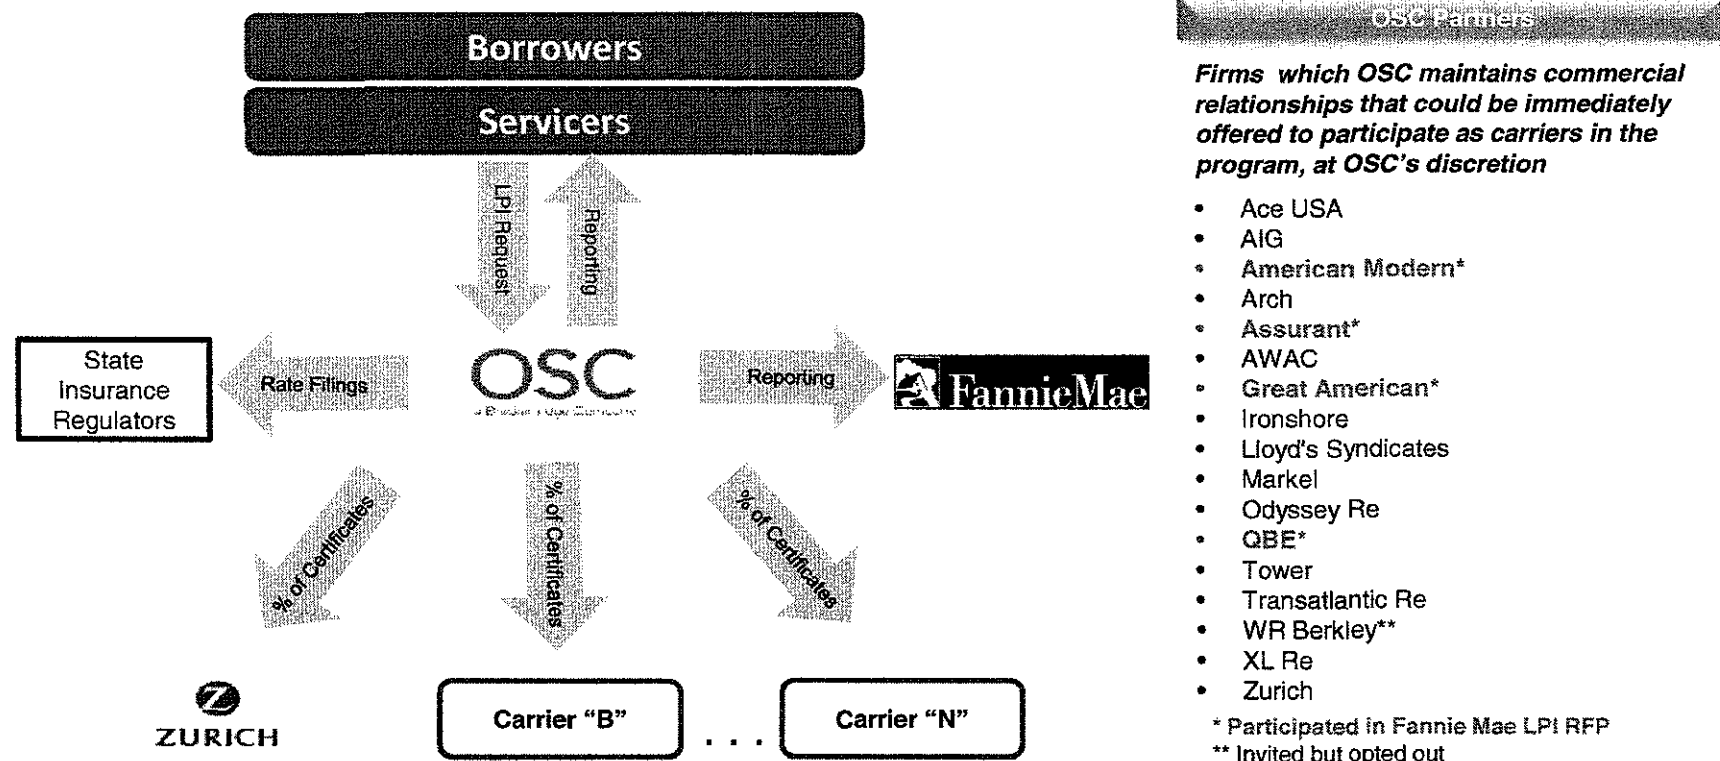 Borrowers
Servicers
LPI Request
Reporting
State
Insurance
Regulators
Rate Filings
OSC
Reporting
FannieMae
% of Certificates
% of Certificates
% of Certificates
Z
ZURICH
Carrier “B”
. . .
Carrier “N”
OSC Partners
Firms which OSC maintains commercial
relationships that could be immediately
offered to participate as carriers in the
program, at OSC's discretion
• Ace USA
• AIG
• American Modern*
• Arch
• Assurant*
• AWAC
• Great American*
• Ironshore
• Lloyd's Syndicates
• Markel
• Odyssey Re
• QBE*
• Tower
• Transatlantic Re
• WR Berkley**
• XL Re
• Zurich
* Participated in Fannie Mae LPI RFP
** Invited but opted out